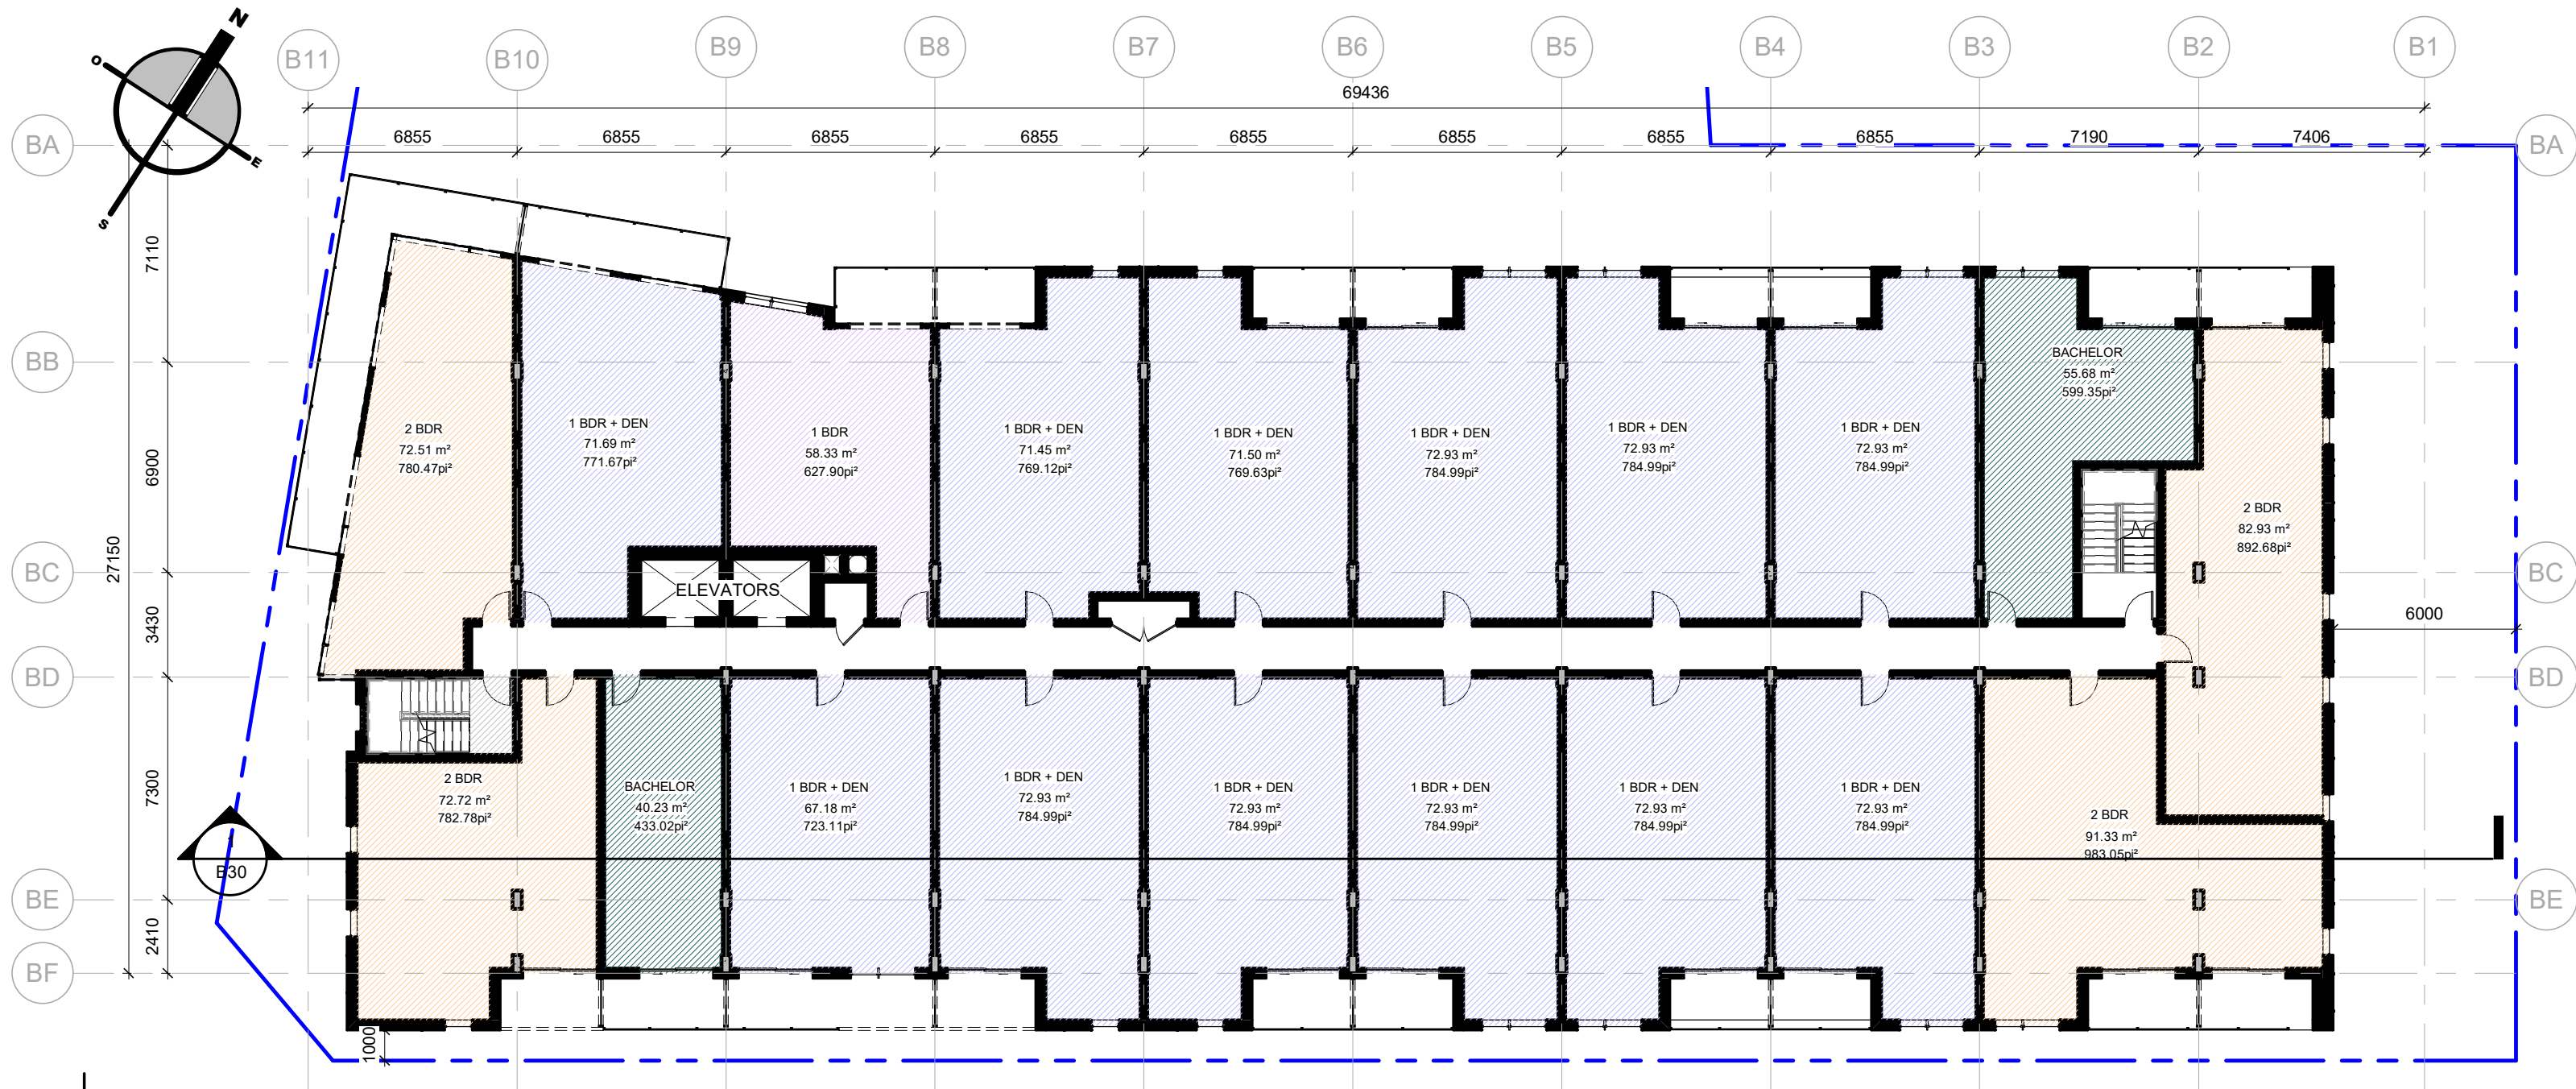 N
O
E
S
B11 B10 B9 B8 B7 B6 B5 B4 B3 B2 B1
69436
6855 6855 6855 6855 6855 6855 6855 6855 7190 7406
BA BA
7110
BB
6900
27150
BC BC
3430
6000
BD BD
7300
BE BE
2410
BF
1000
2 BDR
72.51 m²
780.47pi²
1 BDR + DEN
71.69 m²
771.67pi²
1 BDR
58.33 m²
627.90pi²
1 BDR + DEN
71.45 m²
769.12pi²
1 BDR + DEN
71.50 m²
769.63pi²
1 BDR + DEN
72.93 m²
784.99pi²
1 BDR + DEN
72.93 m²
784.99pi²
1 BDR + DEN
72.93 m²
784.99pi²
BACHELOR
55.68 m²
599.35pi²
2 BDR
82.93 m²
892.68pi²
ELEVATORS
2 BDR
72.72 m²
782.78pi²
BACHELOR
40.23 m²
433.02pi²
1 BDR + DEN
67.18 m²
723.11pi²
1 BDR + DEN
72.93 m²
784.99pi²
1 BDR + DEN
72.93 m²
784.99pi²
1 BDR + DEN
72.93 m²
784.99pi²
1 BDR + DEN
72.93 m²
784.99pi²
1 BDR + DEN
72.93 m²
784.99pi²
2 BDR
91.33 m²
983.05pi²
1
B30